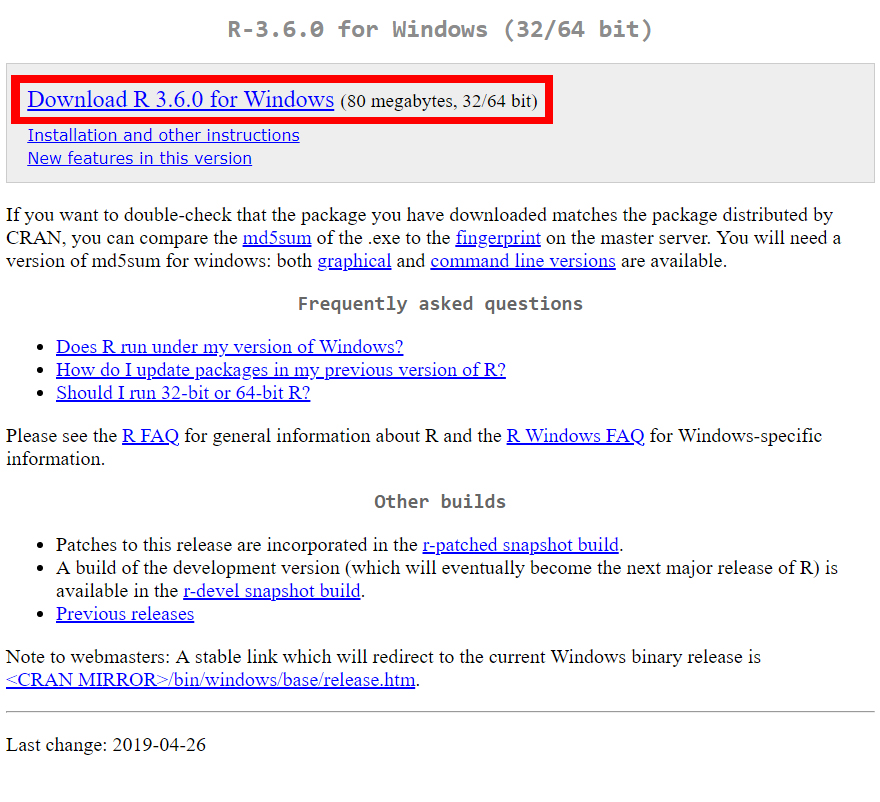 R-3.6.0 for Windows (32/64 bit)
Download R 3.6.0 for Windows (80 megabytes, 32/64 bit)
Installation and other instructions
New features in this version
If you want to double-check that the package you have downloaded matches the package distributed by
CRAN, you can compare the md5sum of the .exe to the fingerprint on the master server. You will need a
version of md5sum for windows: both graphical and command line versions are available.
Frequently asked questions
• Does R run under my version of Windows?
• How do I update packages in my previous version of R?
• Should I run 32-bit or 64-bit R?
Please see the R FAQ for general information about R and the R Windows FAQ for Windows-specific
information.
Other builds
• Patches to this release are incorporated in the r-patched snapshot build.
• A build of the development version (which will eventually become the next major release of R) is
available in the r-devel snapshot build.
• Previous releases
Note to webmasters: A stable link which will redirect to the current Windows binary release is
<CRAN MIRROR>/bin/windows/base/release.htm.
Last change: 2019-04-26